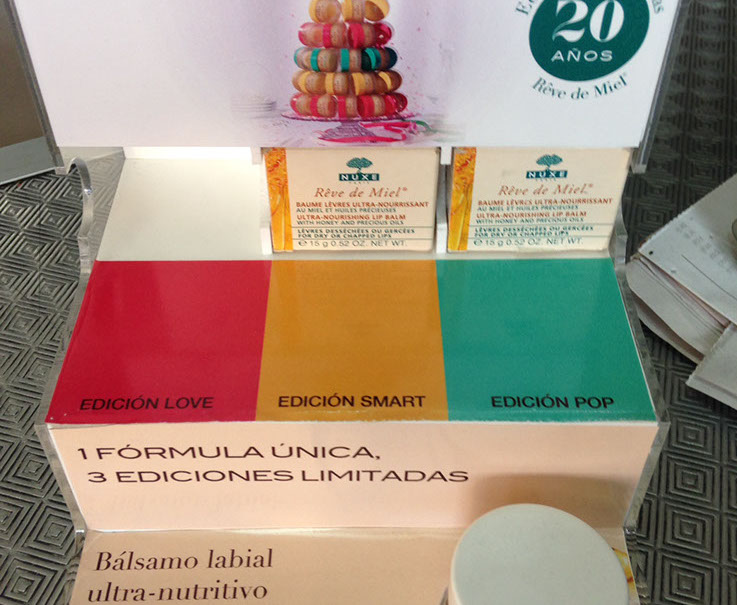 20
AÑOS
Rêve de Miel®
NUXE
PARIS
Rêve de Miel®
BAUME LÈVRES ULTRA-NOURRISSANT
AU MIEL ET HUILES PRÉCIEUSES
ULTRA-NOURISHING LIP BALM
WITH HONEY AND PRECIOUS OILS
LÈVRES DESSÉCHÉES OU GERCÉES
FOR DRY OR CHAPPED LIPS
℮ 15 g 0.52 OZ. NET WT.
NUXE
PARIS
Rêve de Miel®
BAUME LÈVRES ULTRA-NOURRISSANT
AU MIEL ET HUILES PRÉCIEUSES
ULTRA-NOURISHING LIP BALM
WITH HONEY AND PRECIOUS OILS
LÈVRES DESSÉCHÉES OU GERCÉES
FOR DRY OR CHAPPED LIPS
℮ 15 g 0.52 OZ. NET WT.
EDICIÓN LOVE
EDICIÓN SMART
EDICIÓN POP
1 FÓRMULA ÚNICA,
3 EDICIONES LIMITADAS
Bálsamo labial
ultra-nutritivo